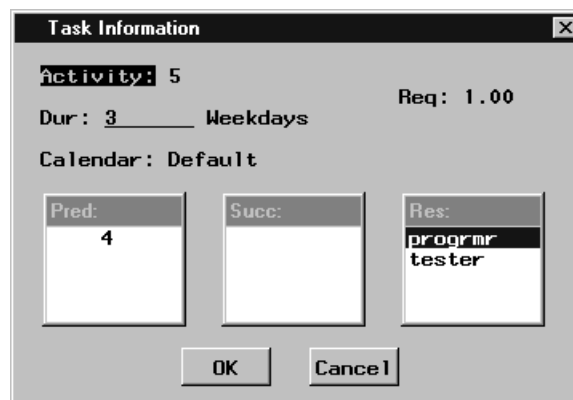 Task Information
Activity: 5
Req: 1.00
Dur: 3 Weekdays
Calendar: Default
Pred: Succ: Res:
4 progrmr
tester
OK Cancel